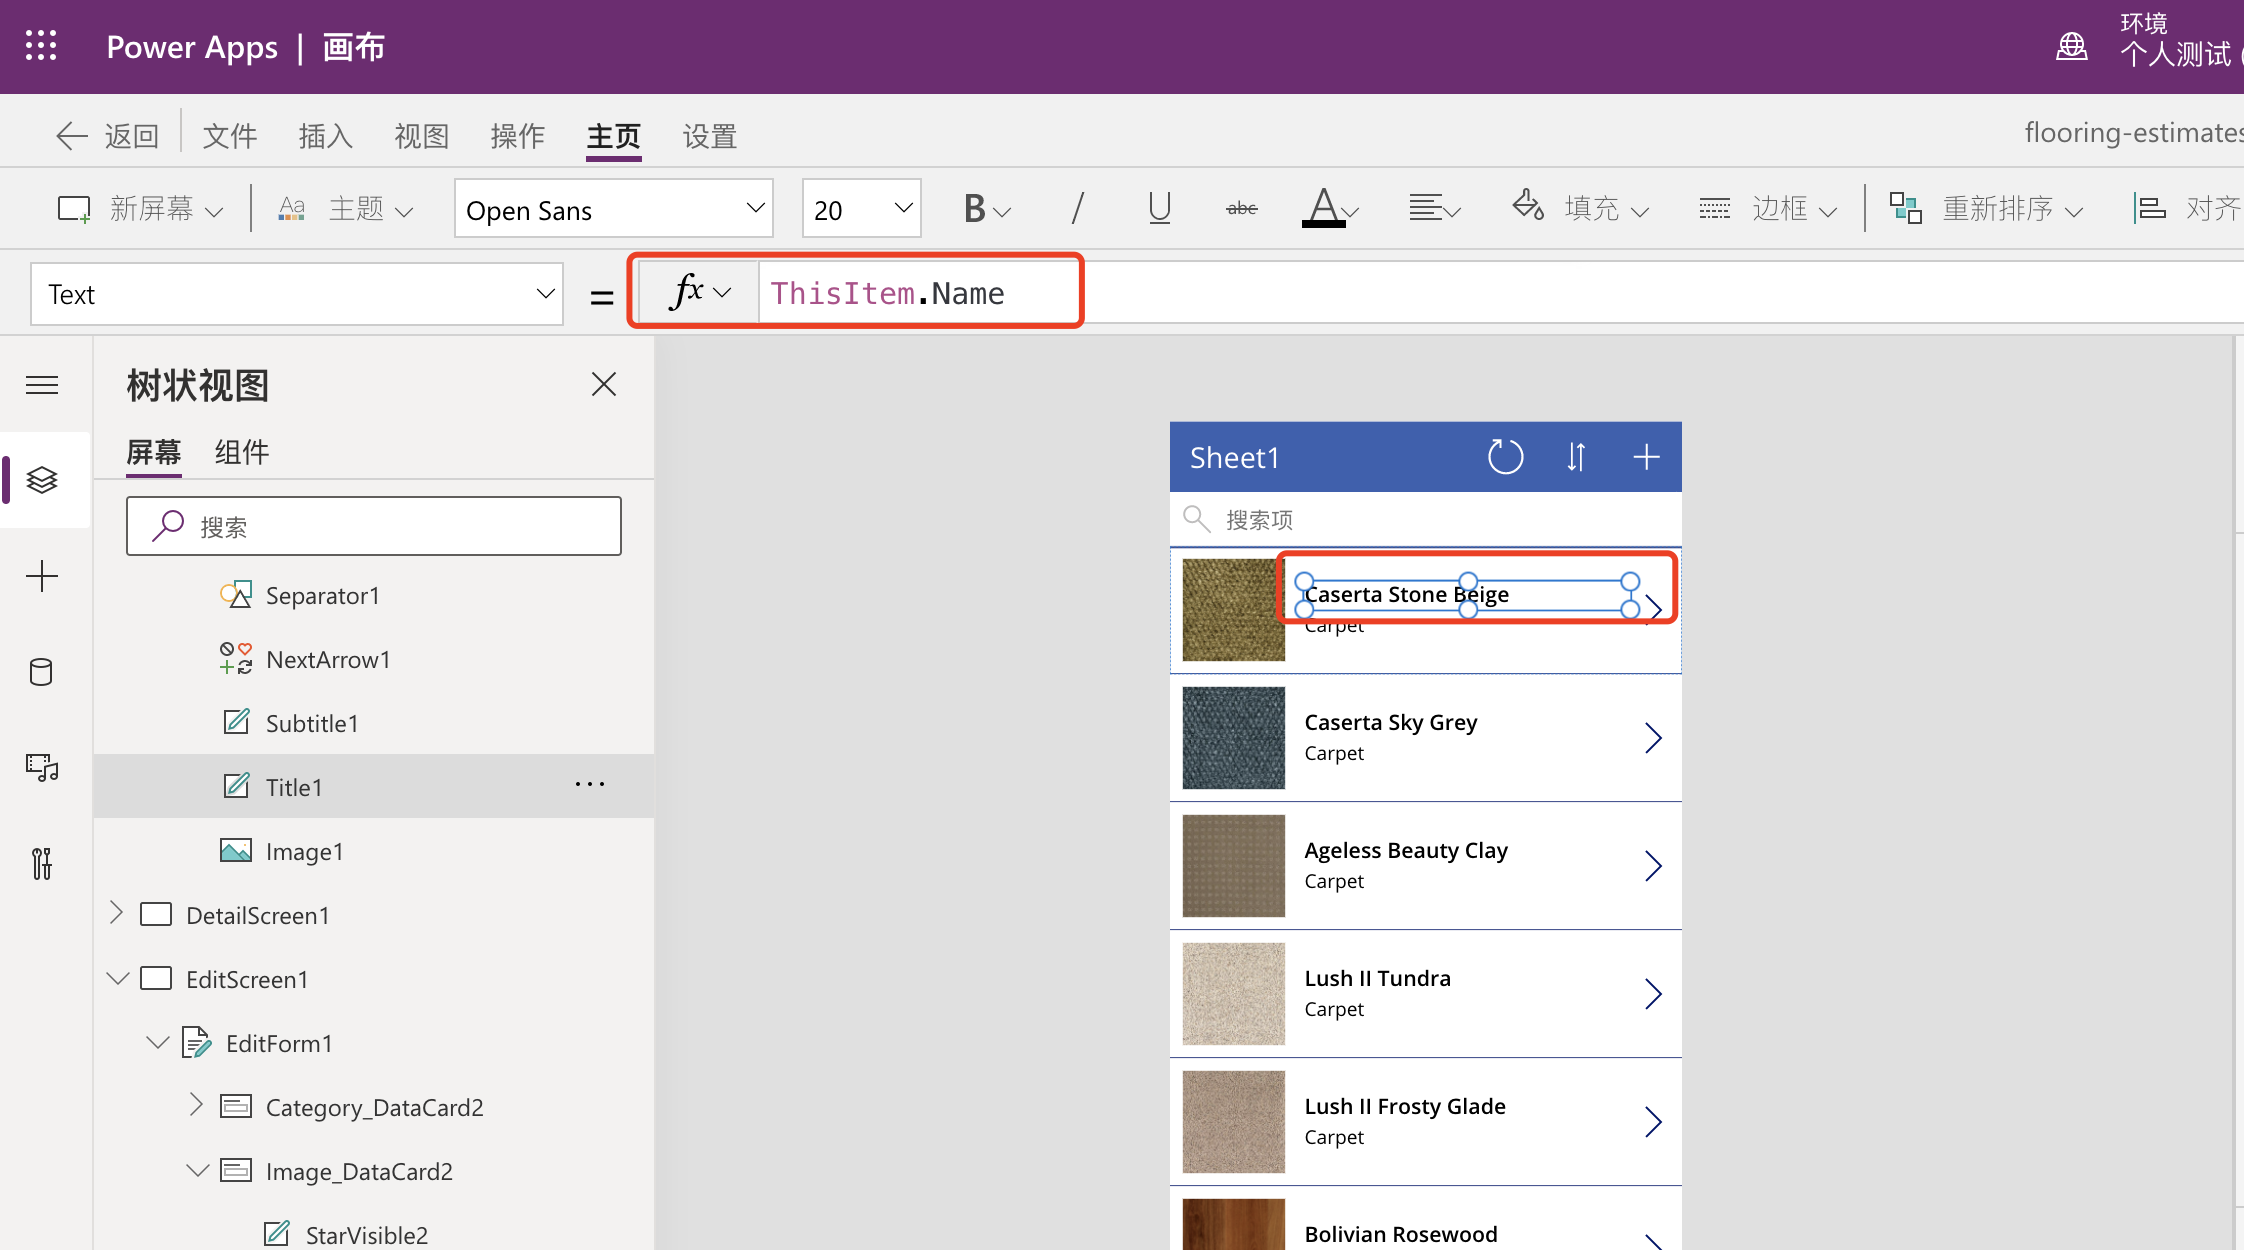 Power Apps | 画布
环境
个人测试
返回 文件 插入 视图 操作 主页 设置
flooring-estimates
新屏幕 Aa 主题 Open Sans 20 B / U abc A 填充 边框 重新排序 对齐
Text = fx ThisItem.Name
树状视图
屏幕 组件
搜索
Separator1
NextArrow1
Subtitle1
Title1 ...
Image1
DetailScreen1
EditScreen1
EditForm1
Category_DataCard2
Image_DataCard2
StarVisible2
Sheet1
搜索项
Caserta Stone Beige
Carpet
Caserta Sky Grey
Carpet
Ageless Beauty Clay
Carpet
Lush II Tundra
Carpet
Lush II Frosty Glade
Carpet
Bolivian Rosewood